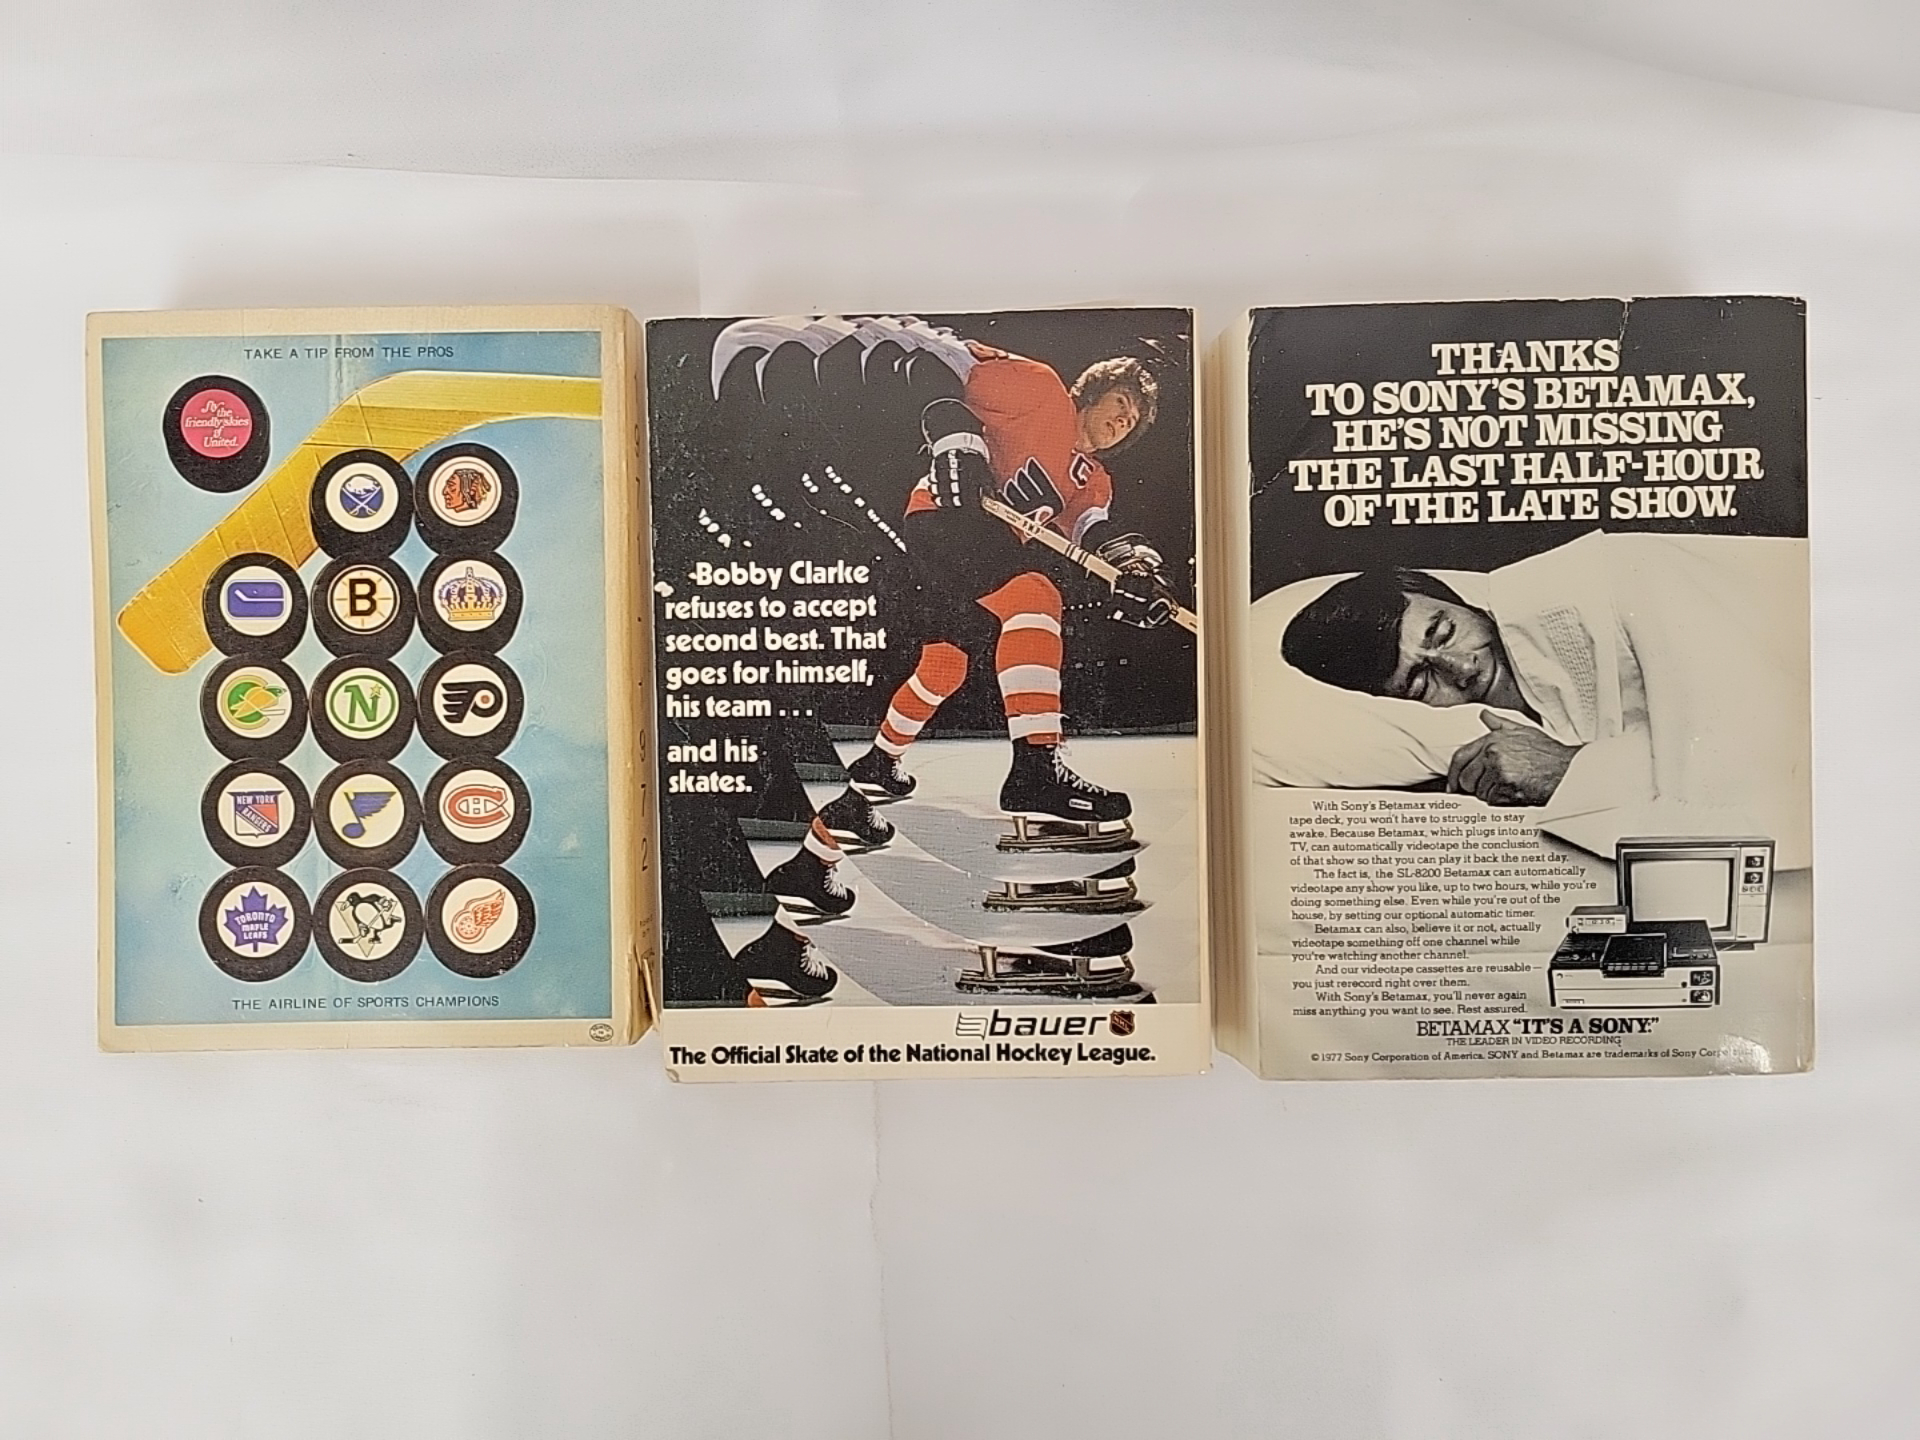 TAKE A TIP FROM THE PROS
Fly
the
friendly skies
of
United.
B
N
P
NEW YORK
RANGERS
CH
TORONTO
MAPLE
LEAFS
THE AIRLINE OF SPORTS CHAMPIONS
Bobby Clarke
refuses to accept
second best. That
goes for himself,
his team . . .
and his
skates.
C
bauer
The Official Skate of the National Hockey League.
THANKS
TO SONY'S BETAMAX,
HE'S NOT MISSING
THE LAST HALF-HOUR
OF THE LATE SHOW.
With Sony's Betamax video-
tape deck, you won't have to struggle to stay
awake. Because Betamax, which plugs into any
TV, can automatically videotape the conclusion
of that show so that you can play it back the next day.
The fact is, the SL-8200 Betamax can automatically
videotape any show you like, up to two hours, while you're
doing something else. Even while you're out of the
house, by setting our optional automatic timer.
Betamax can also, believe it or not, actually
videotape something off one channel while
you're watching another channel.
And our videotape cassettes are reusable—
you just rerecord right over them.
With Sony's Betamax, you'll never again
miss anything you want to see. Rest assured.
BETAMAX "IT'S A SONY."
THE LEADER IN VIDEO RECORDING
© 1977 Sony Corporation of America. SONY and Betamax are trademarks of Sony